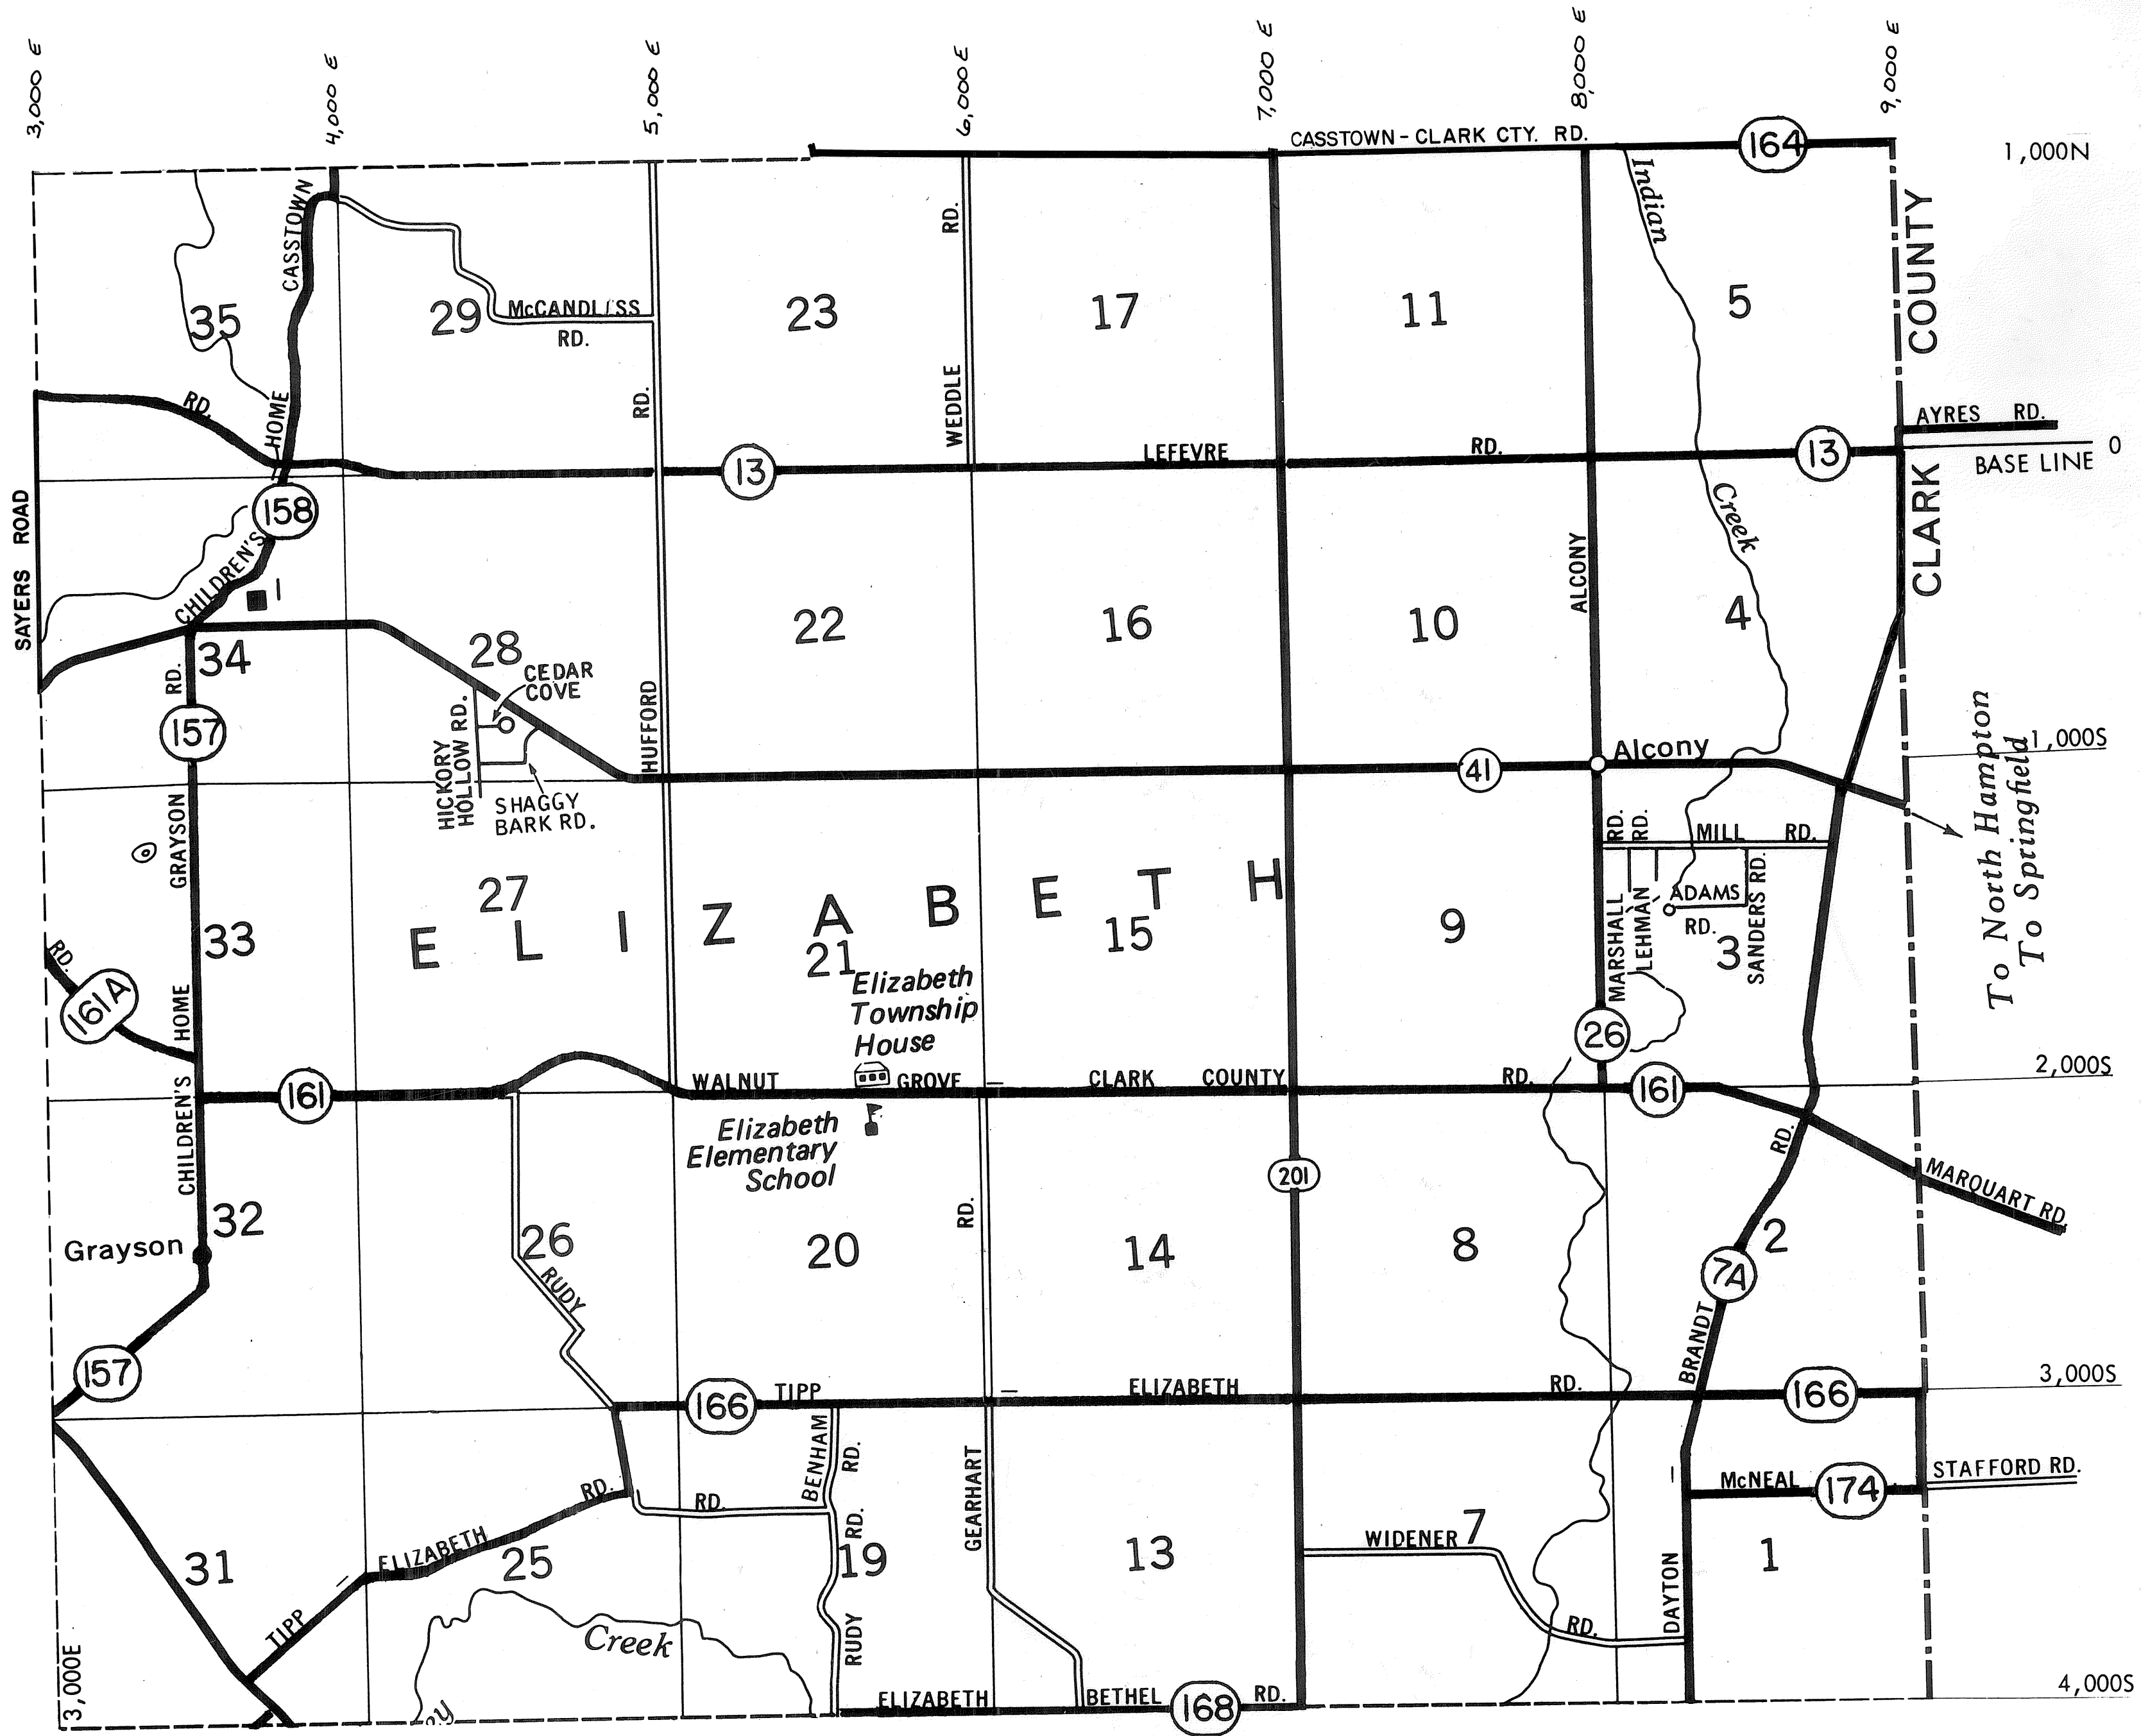 3,000 E
4,000 E
5,000 E
6,000 E
7,000 E
8,000 E
9,000 E
CASSTOWN - CLARK CTY. RD.
164
1,000N
Indian
Creek
COUNTY
CLARK
CASSTOWN
HOME
35
29
McCANDLISS
RD.
23
RD.
WEDDLE
17
11
5
RD.
RD.
13
LEFEVRE
RD.
13
AYRES RD.
BASE LINE
0
SAYERS ROAD
158
CHILDREN'S
1
34
RD.
157
28
CEDAR
COVE
HICKORY
HOLLOW RD.
SHAGGY
BARK RD.
HUFFORD
22
16
10
ALCONY
4
41
Alcony
1,000S
To North Hampton
To Springfield
GRAYSON
33
27
ELIZABETH
21
15
9
RD.
RD.
MILL RD.
MARSHALL
LEHMAN
ADAMS
RD.
SANDERS RD.
3
RD.
161A
HOME
Elizabeth
Township
House
26
161
WALNUT GROVE - CLARK COUNTY RD.
161
2,000S
CHILDREN'S
Elizabeth
Elementary
School
201
RD.
MARQUART RD.
32
Grayson
26
RUDY
20
RD.
14
8
2
7A
BRANDT
157
166
TIPP - ELIZABETH RD.
166
3,000S
BENHAM
RD.
RD.
RD.
GEARHART
McNEAL
174
STAFFORD RD.
31
ELIZABETH
-
TIPP
25
RD.
19
13
WIDENER
7
RD.
-
DAYTON
1
Creek
RUDY
3,000E
ELIZABETH BETHEL
168
RD.
4,000S